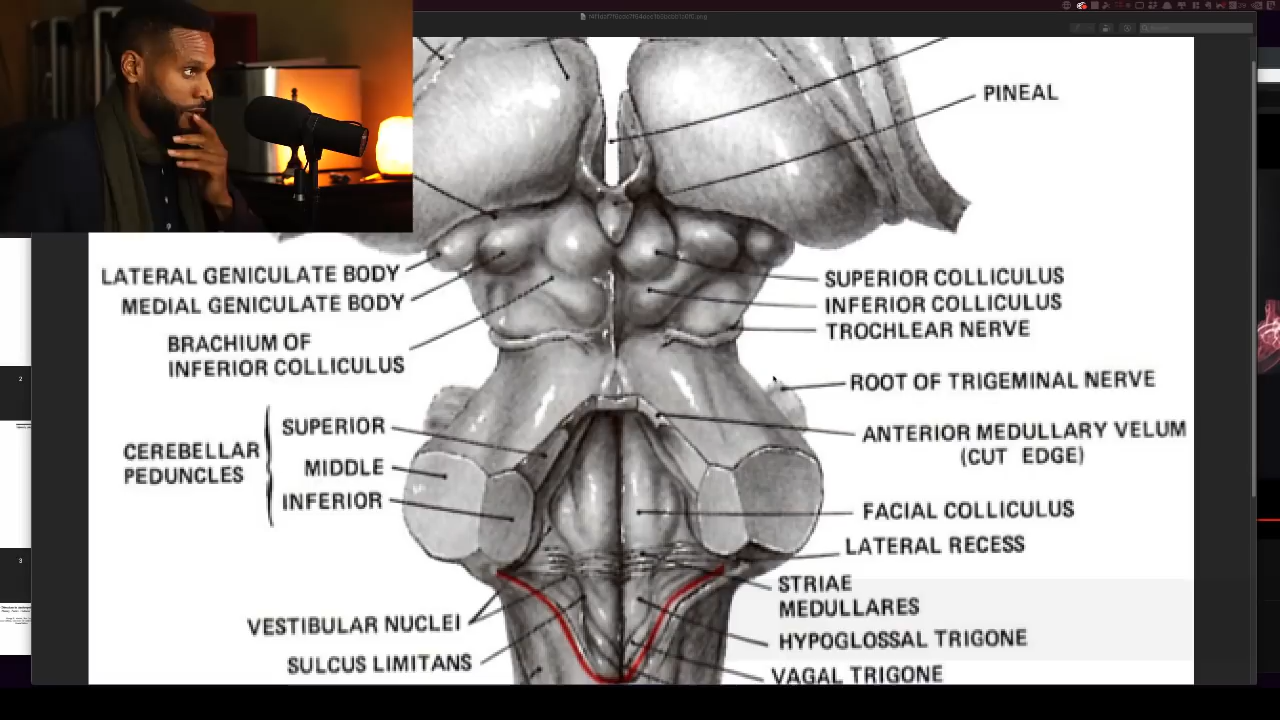 PINEAL
LATERAL GENICULATE BODY
MEDIAL GENICULATE BODY
BRACHIUM OF
INFERIOR COLLICULUS
SUPERIOR COLLICULUS
INFERIOR COLLICULUS
TROCHLEAR NERVE
ROOT OF TRIGEMINAL NERVE
CEREBELLAR
PEDUNCLES
SUPERIOR
MIDDLE
INFERIOR
ANTERIOR MEDULLARY VELUM
(CUT EDGE)
FACIAL COLLICULUS
LATERAL RECESS
STRIAE
MEDULLARES
HYPOGLOSSAL TRIGONE
VAGAL TRIGONE
VESTIBULAR NUCLEI
SULCUS LIMITANS
2
3